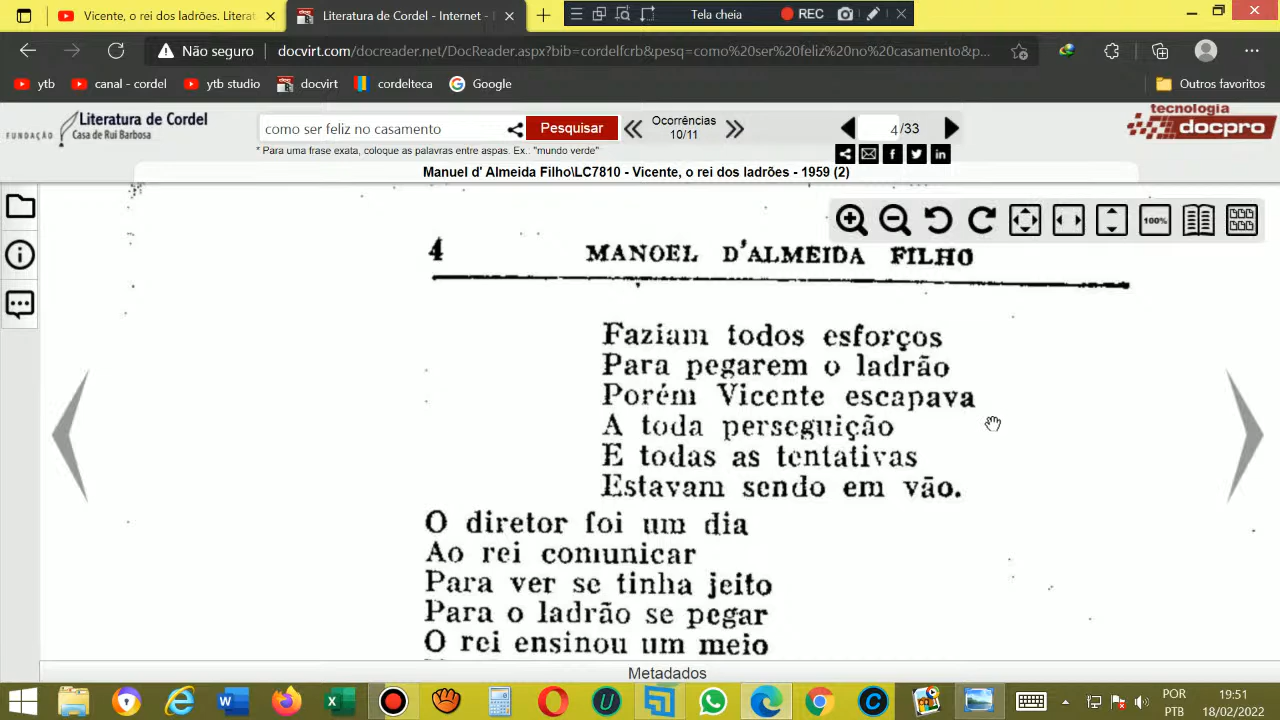 Vicente, o rei dos ladrões. Literat
Literatura de Cordel - Internet - I
Tela cheia
REC
Não seguro
docvirt.com/docreader.net/DocReader.aspx?bib=cordelfcrb&pesq=como%20ser%20feliz%20no%20casamento&p...
ytb
canal - cordel
ytb studio
docvirt
cordelteca
Google
Outros favoritos
FUNDAÇÃO
Literatura de Cordel
Casa de Rui Barbosa
como ser feliz no casamento
Pesquisar
Ocorrências
10/11
4 /33
tecnologia
docpro
* Para uma frase exata, coloque as palavras entre aspas. Ex.: "mundo verde"
Manuel d' Almeida Filho\LC7810 - Vicente, o rei dos ladrões - 1959 (2)
100%
4 MANOEL D'ALMEIDA FILHO
Faziam todos esforços
Para pegarem o ladrão
Porém Vicente escapava
A toda perseguição
E todas as tentativas
Estavam sendo em vão.
O diretor foi um dia
Ao rei comunicar
Para ver se tinha jeito
Para o ladrão se pegar
O rei ensinou um meio
Metadados
POR
PTB
19:51
18/02/2022